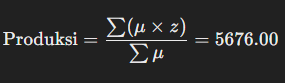 Produksi = ∑(μ × z) / ∑ μ = 5676.00